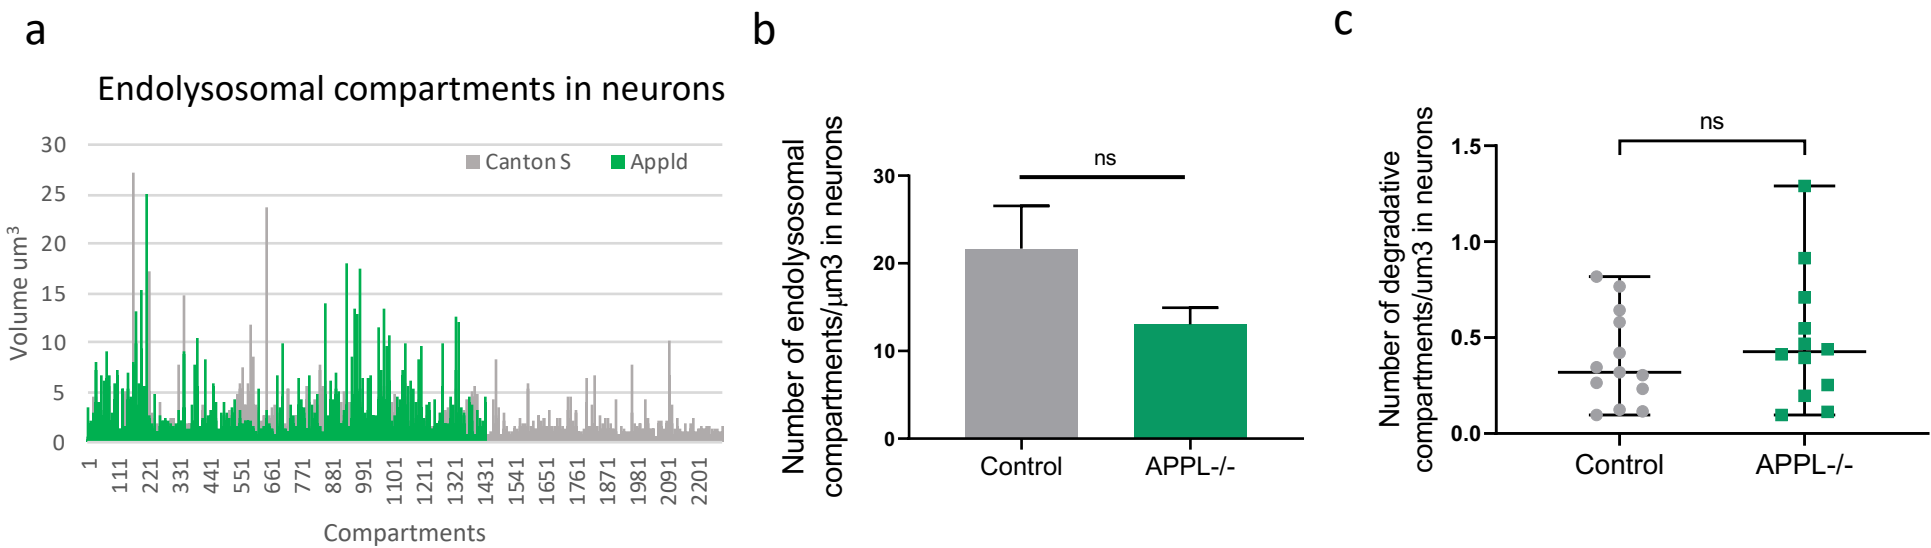 a
Endolysosomal compartments in neurons
Canton S
Appld
Volume um³
30
25
20
15
10
5
0
1
111
221
331
441
551
661
771
881
991
1101
1211
1321
1431
1541
1651
1761
1871
1981
2091
2201
Compartments
b
Number of endolysosomal
compartments/µm3 in neurons
ns
30
20
10
0
Control
APPL-/-
c
Number of degradative
compartments/um3 in neurons
ns
1.5
1.0
0.5
0.0
Control
APPL-/-